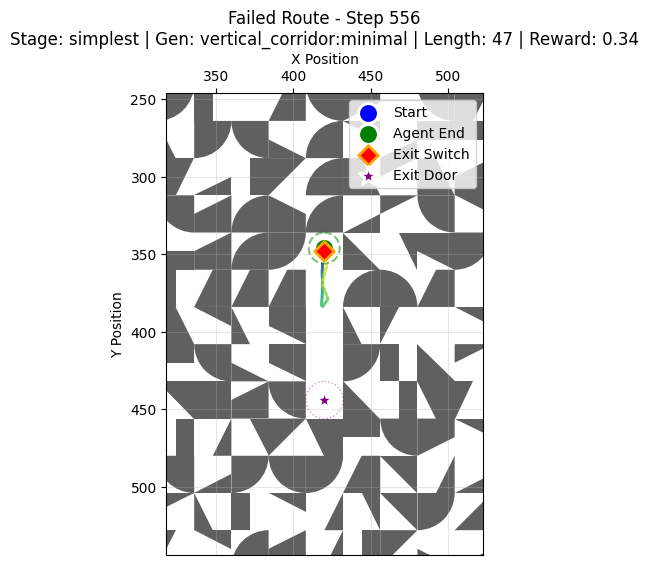 Failed Route - Step 556
Stage: simplest | Gen: vertical_corridor:minimal | Length: 47 | Reward: 0.34
X Position
350 400 450 500
Start
Agent End
Exit Switch
Exit Door
Y Position
250
300
350
400
450
500